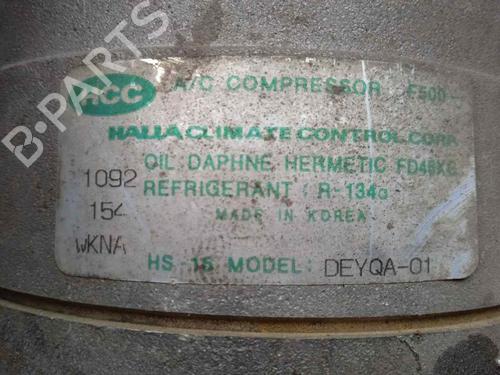 B-PARTS
HCC A/C COMPRESSOR F500-
HALLA CLIMATE CONTROL CORP.
OIL DAPHNE HERMETIC FD46XG
1092 REFRIGERANT : R-134a
154 MADE IN KOREA
WKNA
HS-15 MODEL: DEYQA-01